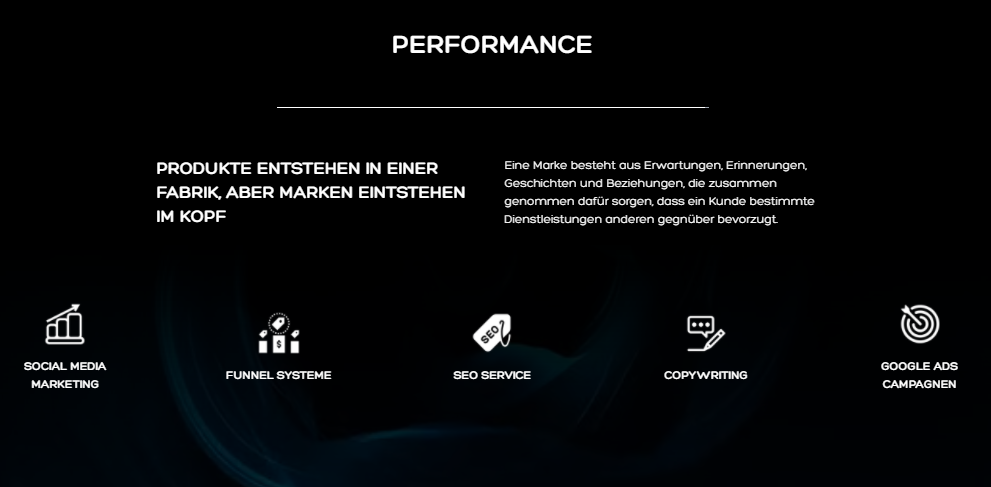 PERFORMANCE
PRODUKTE ENTSTEHEN IN EINER
FABRIK, ABER MARKEN EINTSTEHEN
IM KOPF
Eine Marke besteht aus Erwartungen, Erinnerungen,
Geschichten und Beziehungen, die zusammen
genommen dafür sorgen, dass ein Kunde bestimmte
Dienstleistungen anderen gegnüber bevorzugt.
SOCIAL MEDIA
MARKETING
$
FUNNEL SYSTEME
SEO
SEO SERVICE
COPYWRITING
GOOGLE ADS
CAMPAGNEN